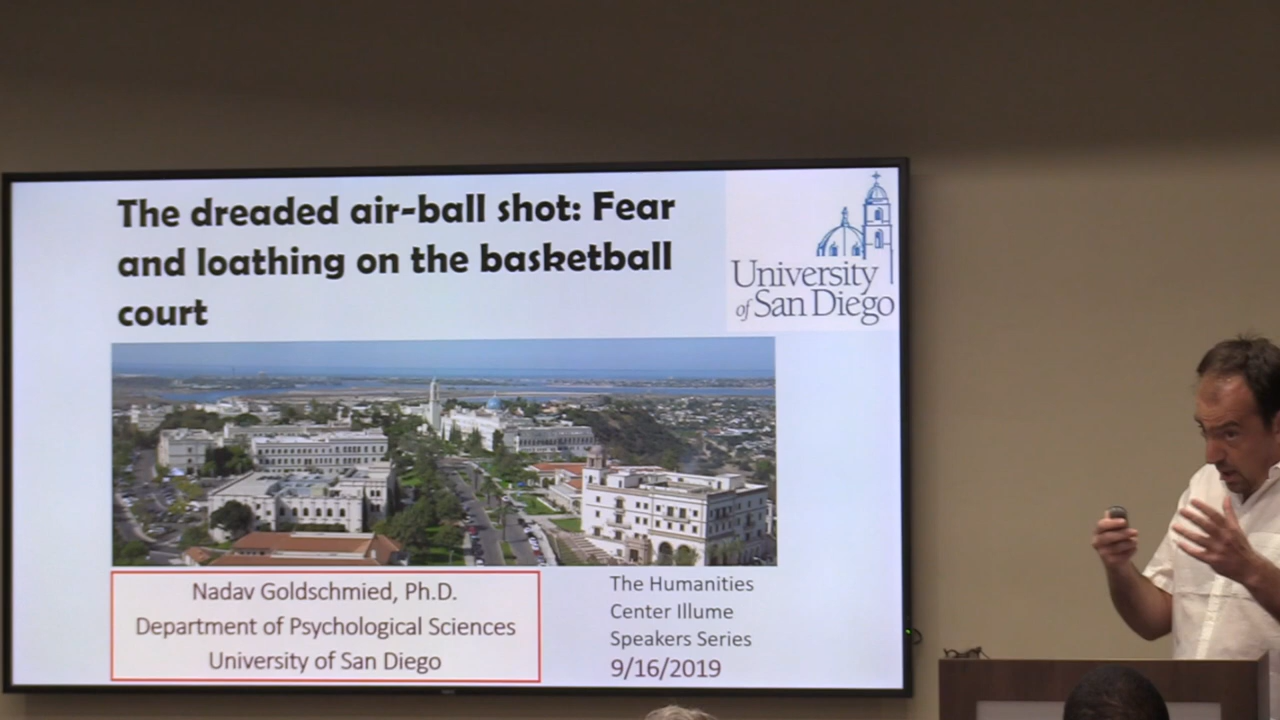 The dreaded air-ball shot: Fear
and loathing on the basketball
court
University
of San Diego
Nadav Goldschmied, Ph.D.
Department of Psychological Sciences
University of San Diego
The Humanities
Center Illume
Speakers Series
9/16/2019